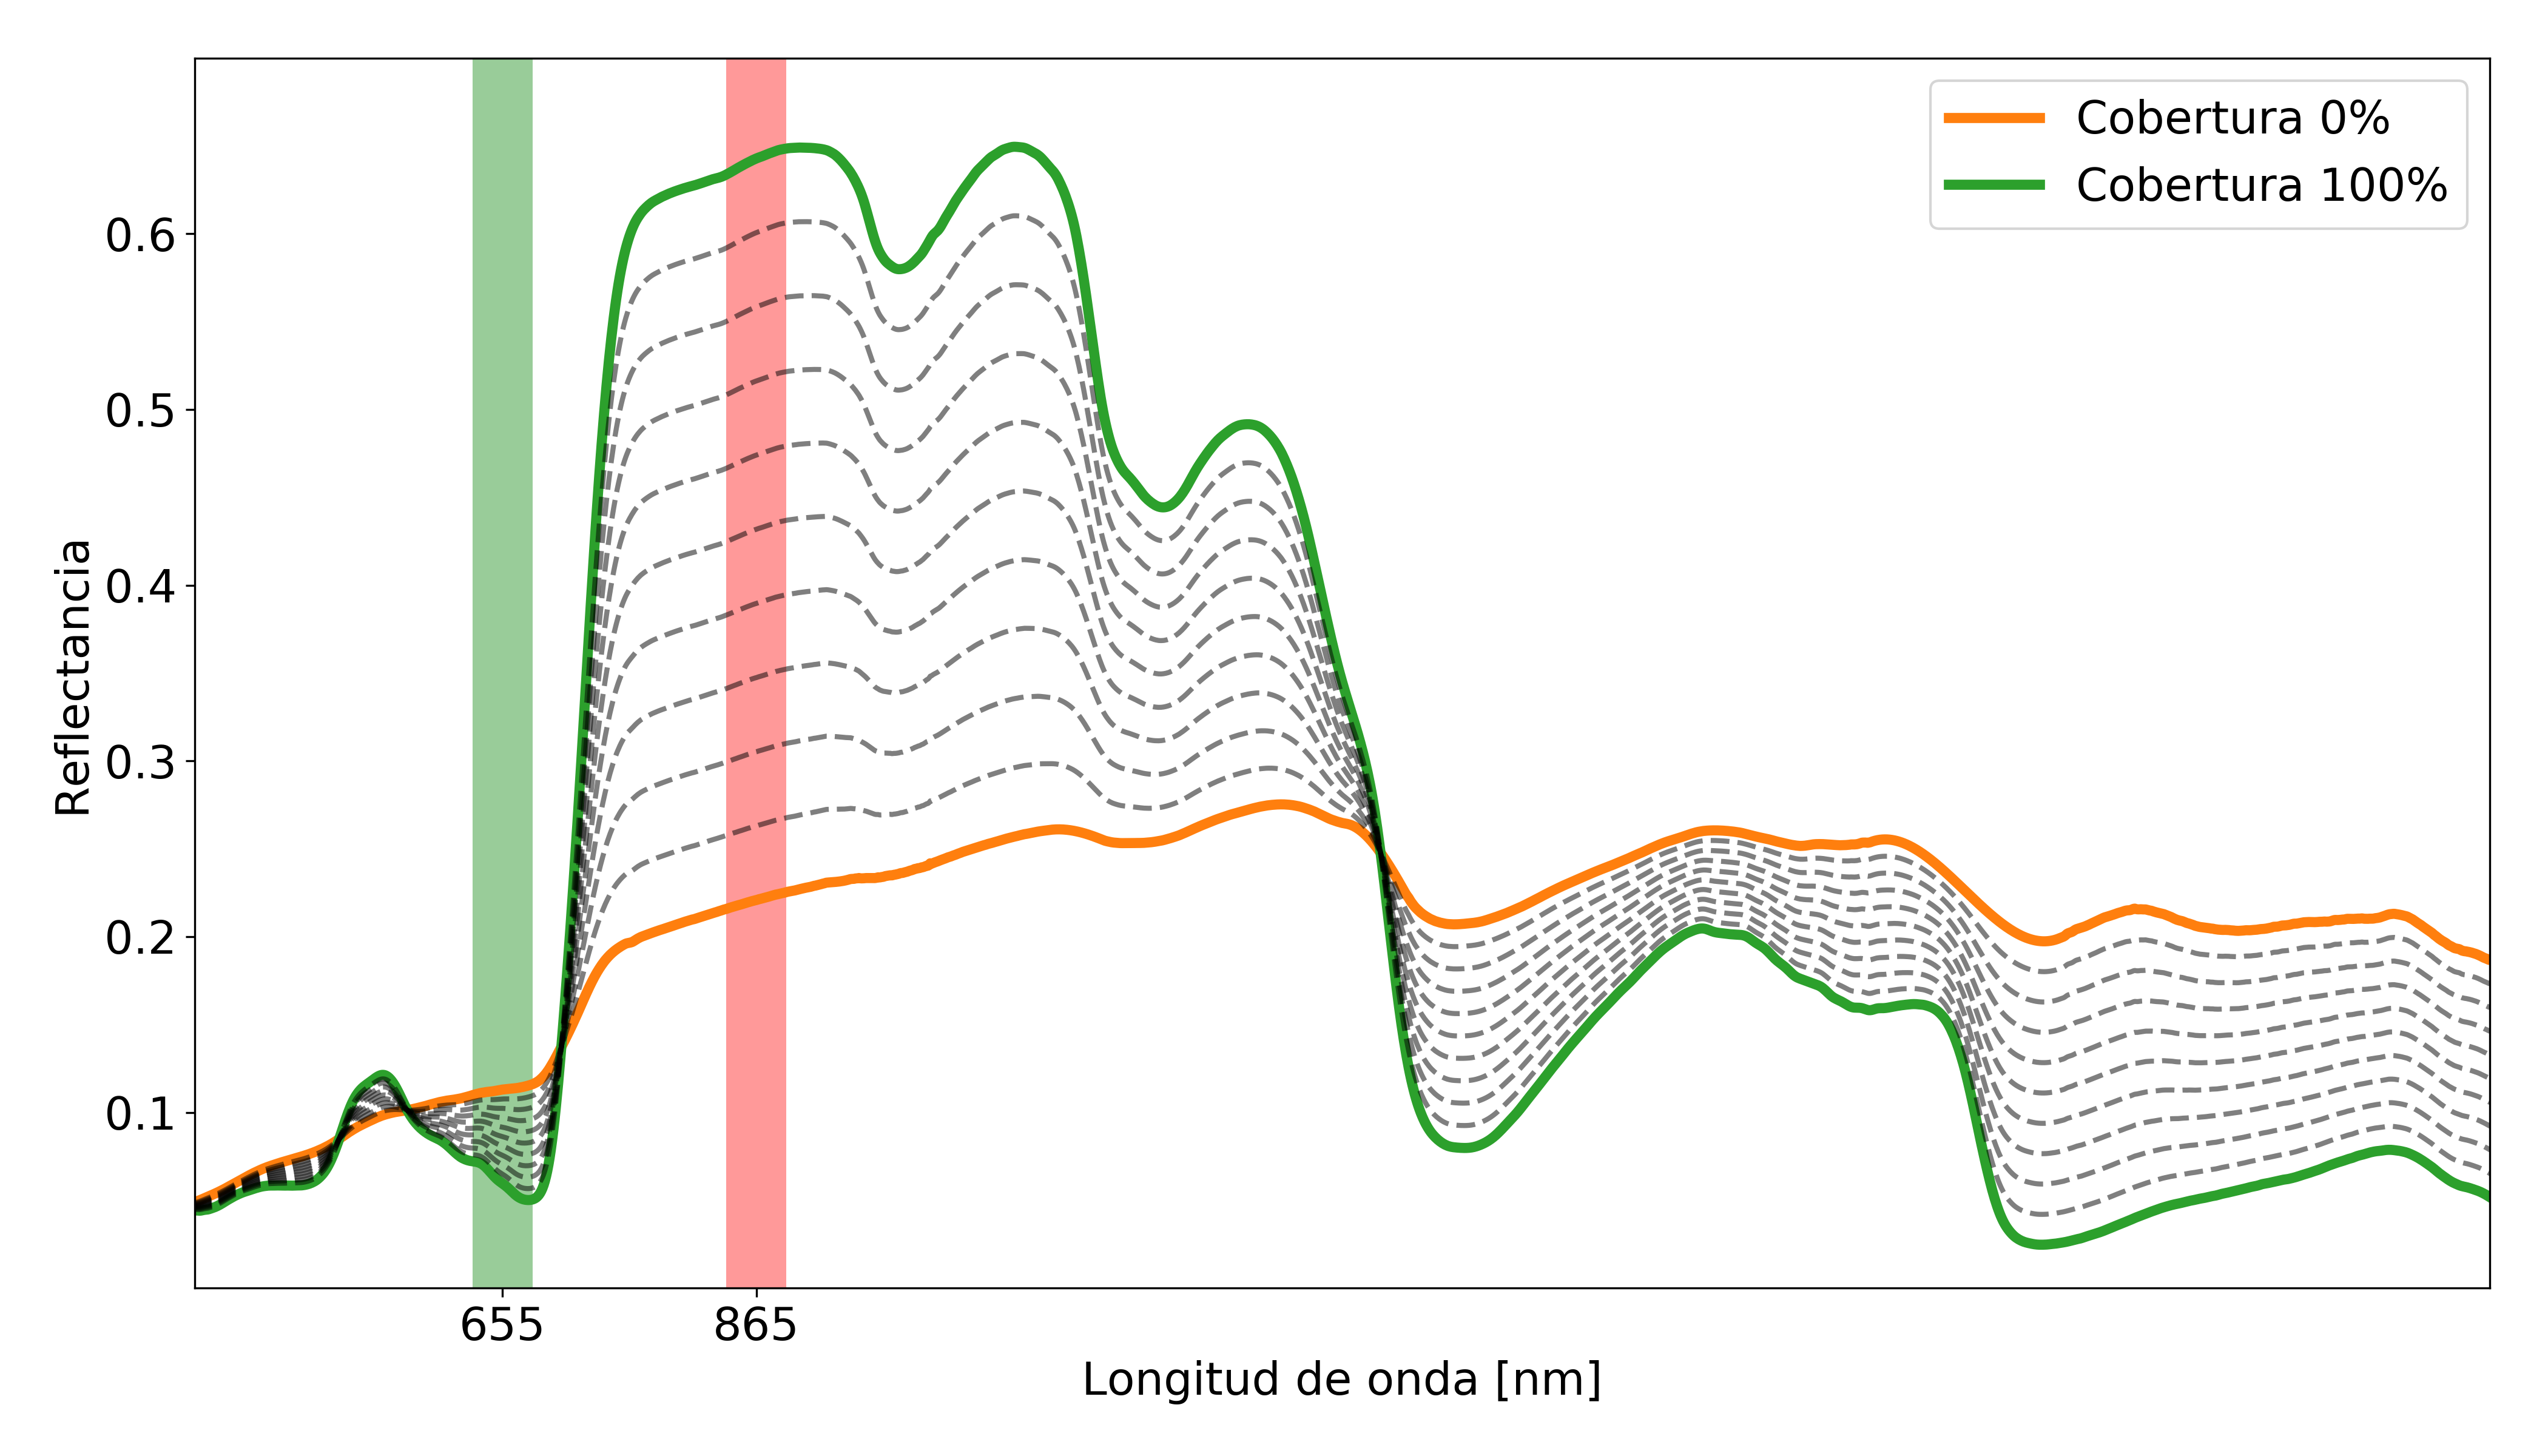 Cobertura 0%
Cobertura 100%
Reflectancia
0.6
0.5
0.4
0.3
0.2
0.1
655
865
Longitud de onda [nm]